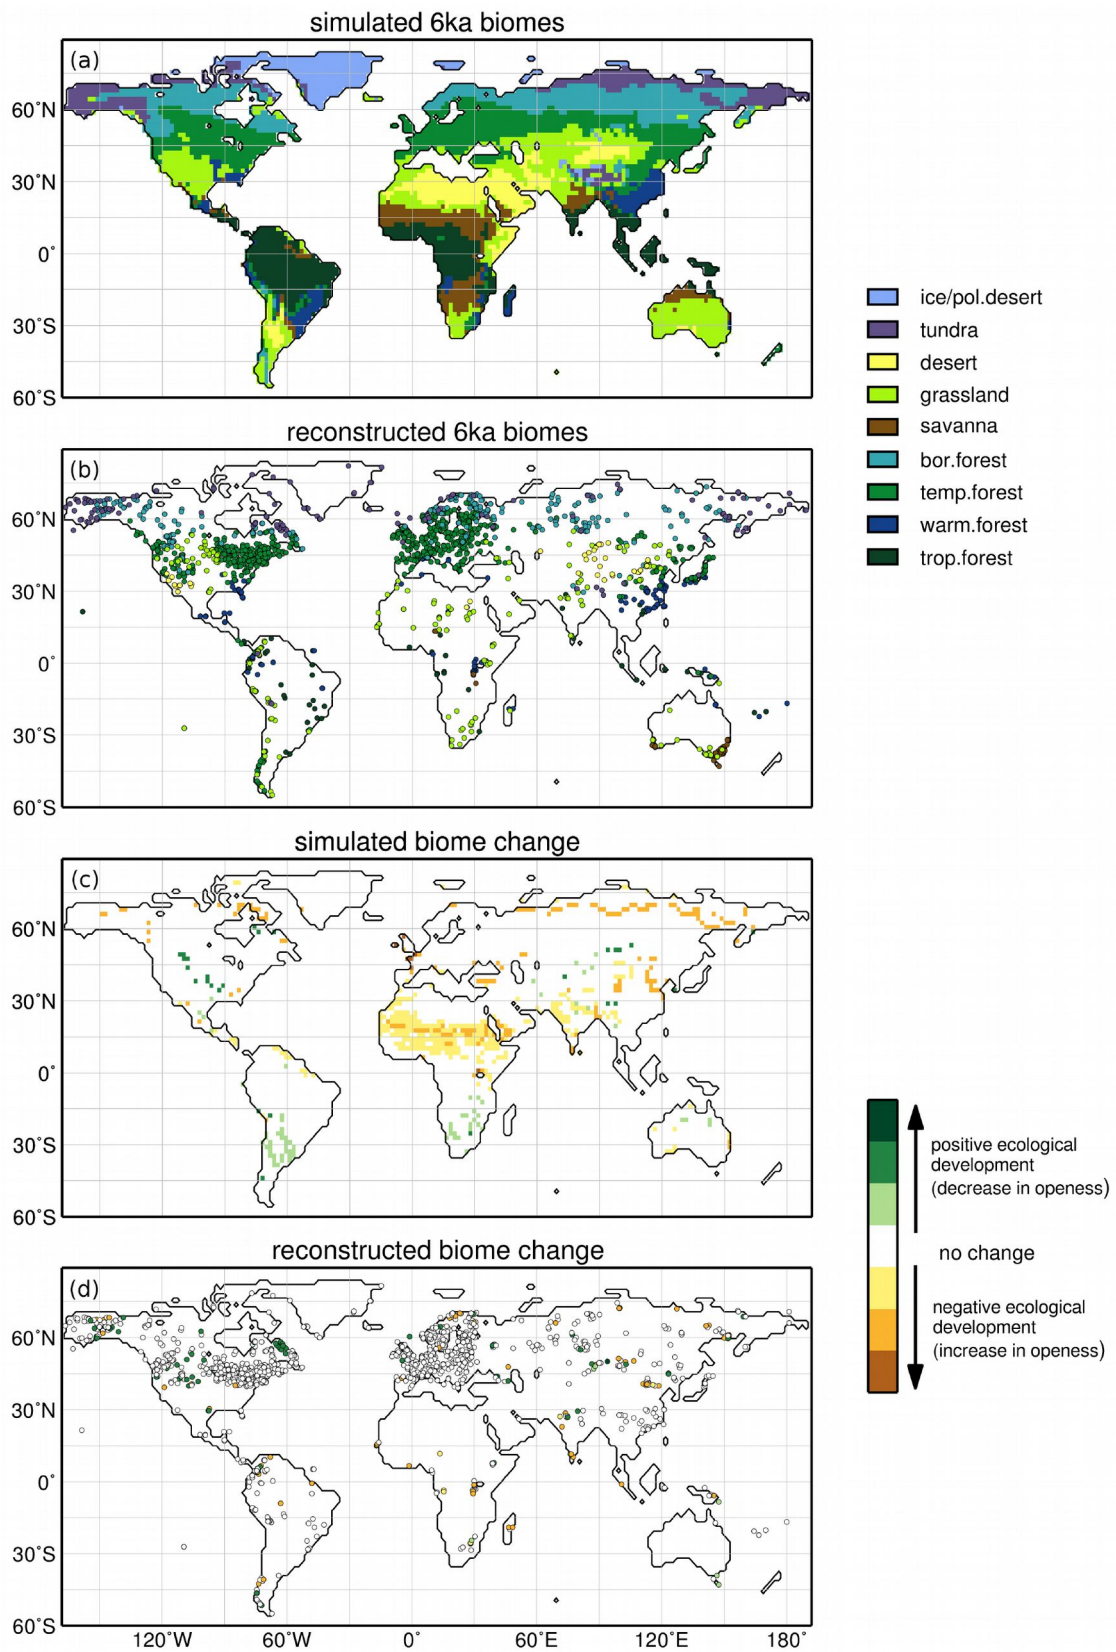 simulated 6ka biomes
(a)
60˚N
30˚N
0˚
30˚S
60˚S
ice/pol.desert
tundra
desert
grassland
savanna
bor.forest
temp.forest
warm.forest
trop.forest
reconstructed 6ka biomes
(b)
60˚N
30˚N
0˚
30˚S
60˚S
simulated biome change
(c)
60˚N
30˚N
0˚
30˚S
60˚S
positive ecological
development
(decrease in openess)
no change
negative ecological
development
(increase in openess)
reconstructed biome change
(d)
60˚N
30˚N
0˚
30˚S
60˚S
120˚W 60˚W 0˚ 60˚E 120˚E 180˚